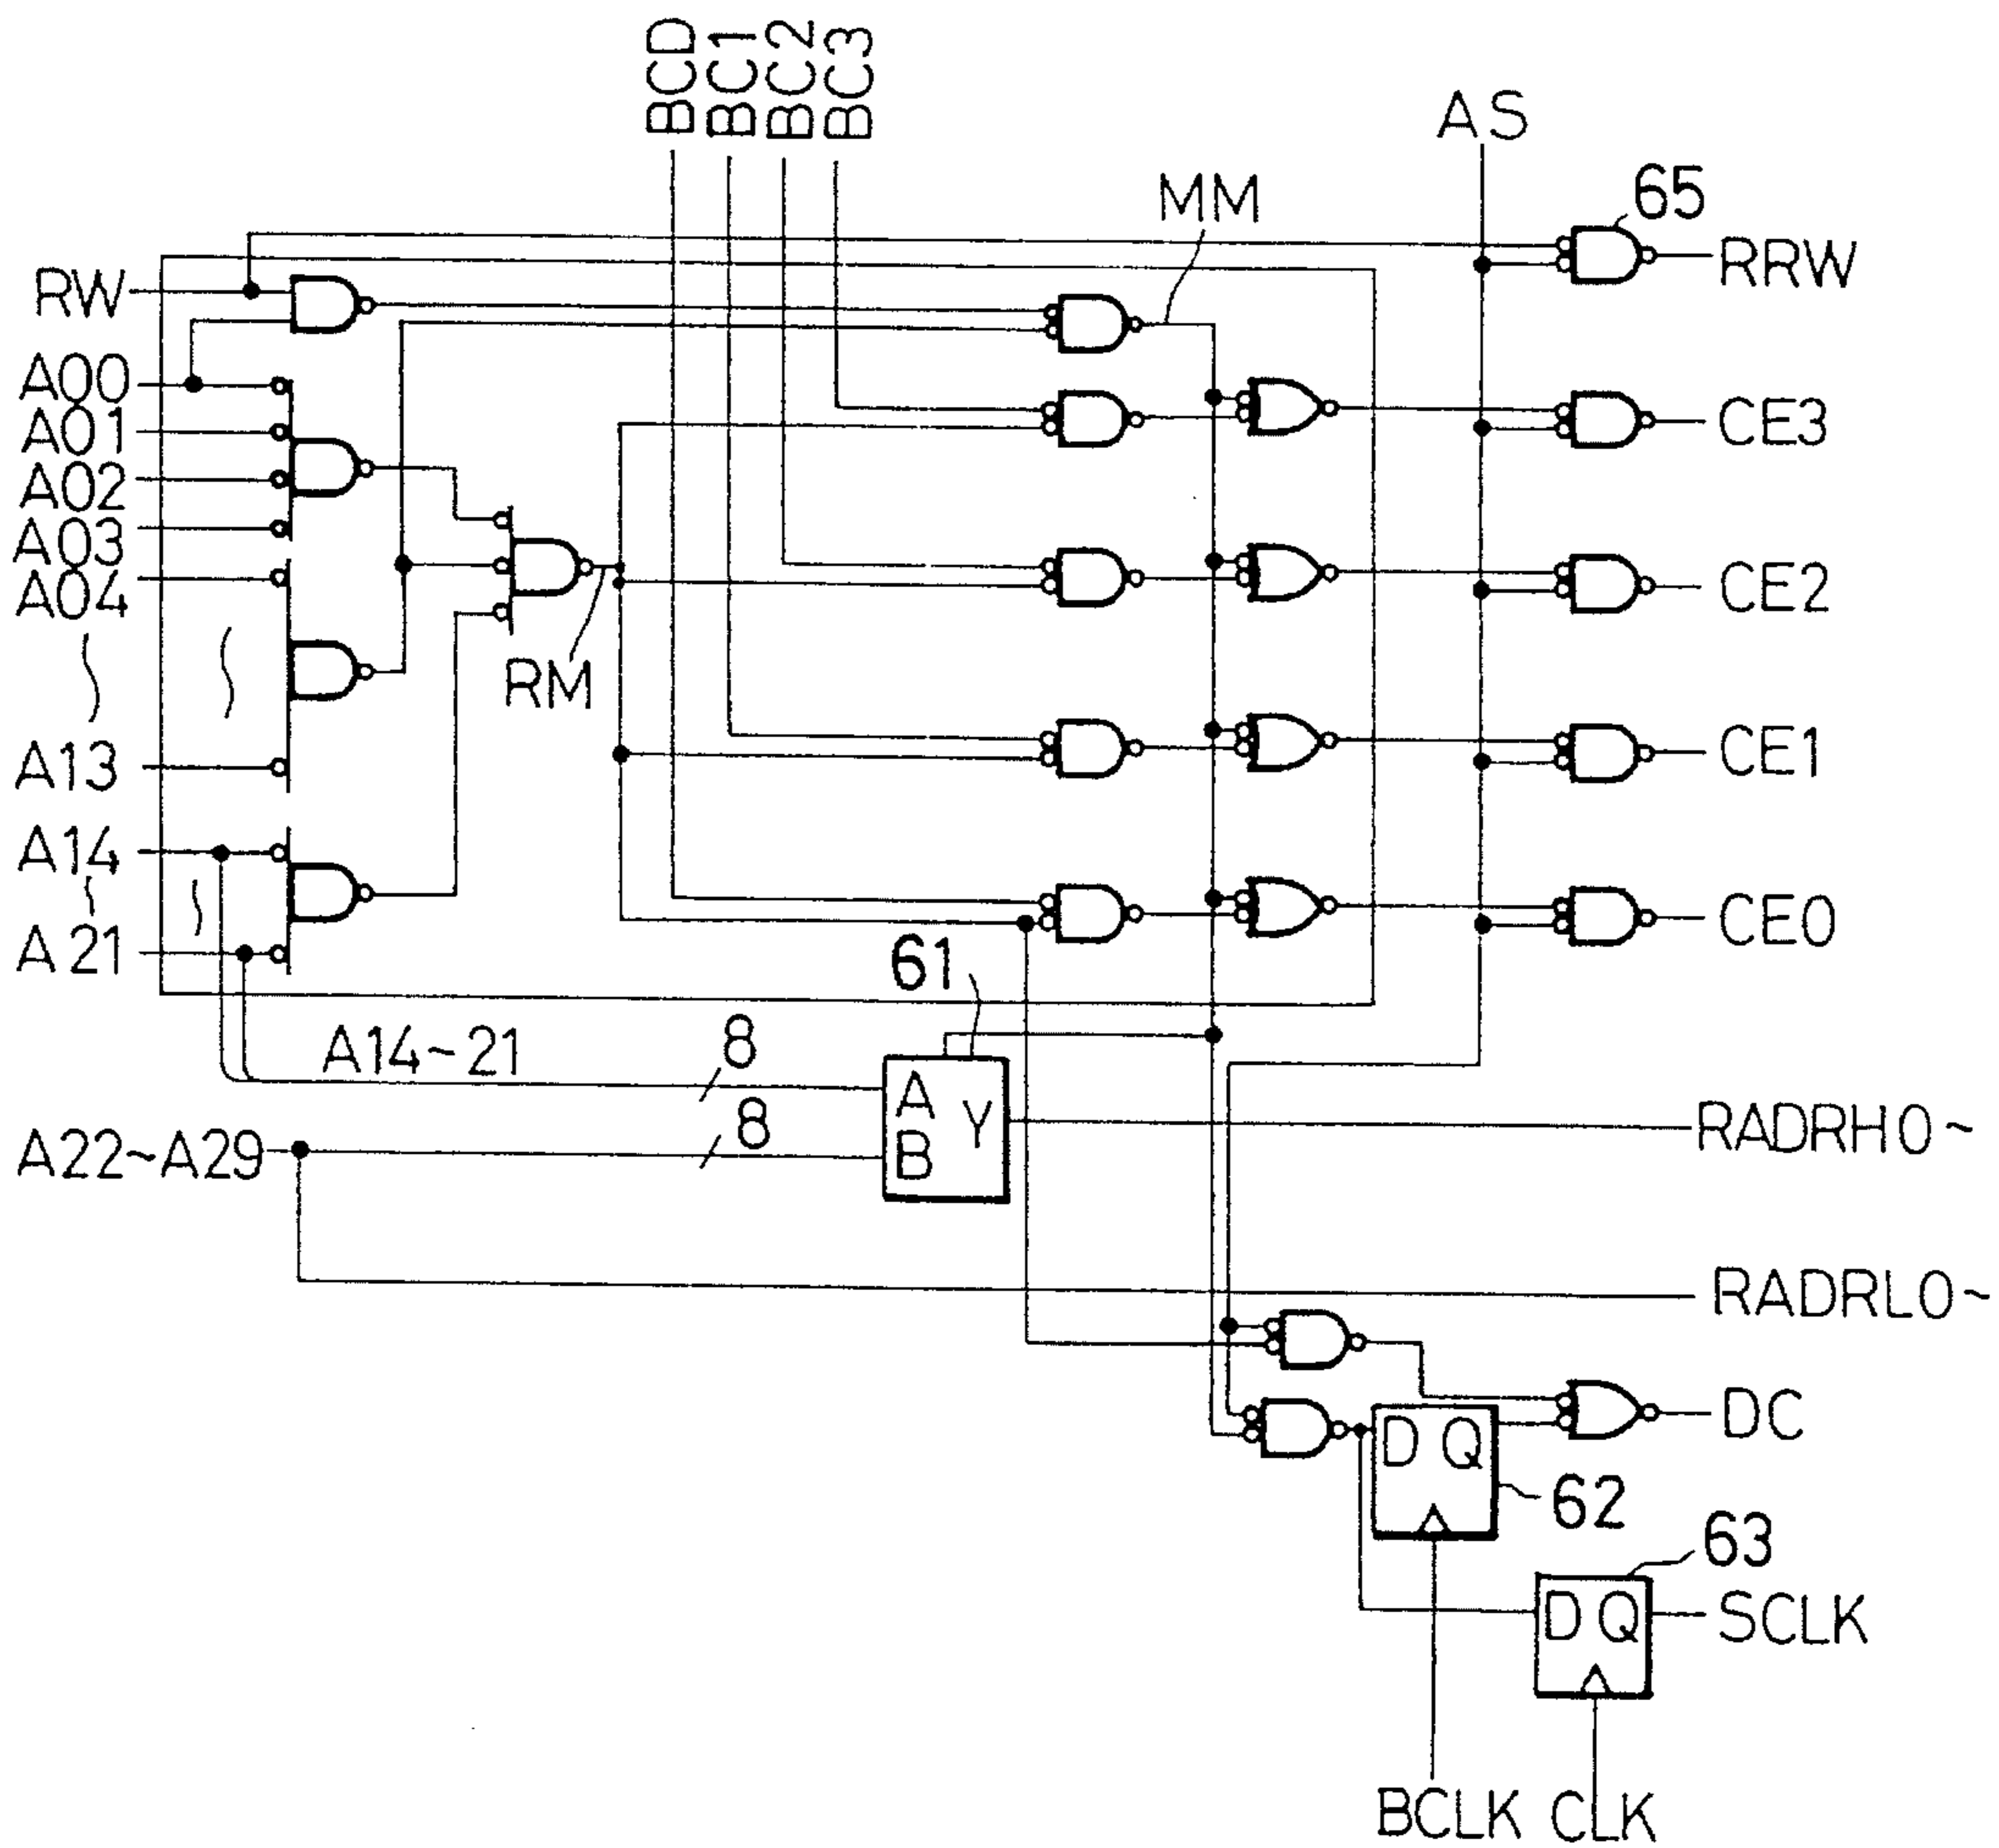 BCD
BC1
BC2
BC3
AS
MM
65
RW
RRW
A00
A01
A02
A03
A04
CE3
CE2
RM
A13
CE1
A14
A21
CE0
61
A14~21
8
A
Y
B
8
A22~A29
RADRH0~
RADRL0~
DC
D Q
62
63
D Q
SCLK
BCLK
CLK